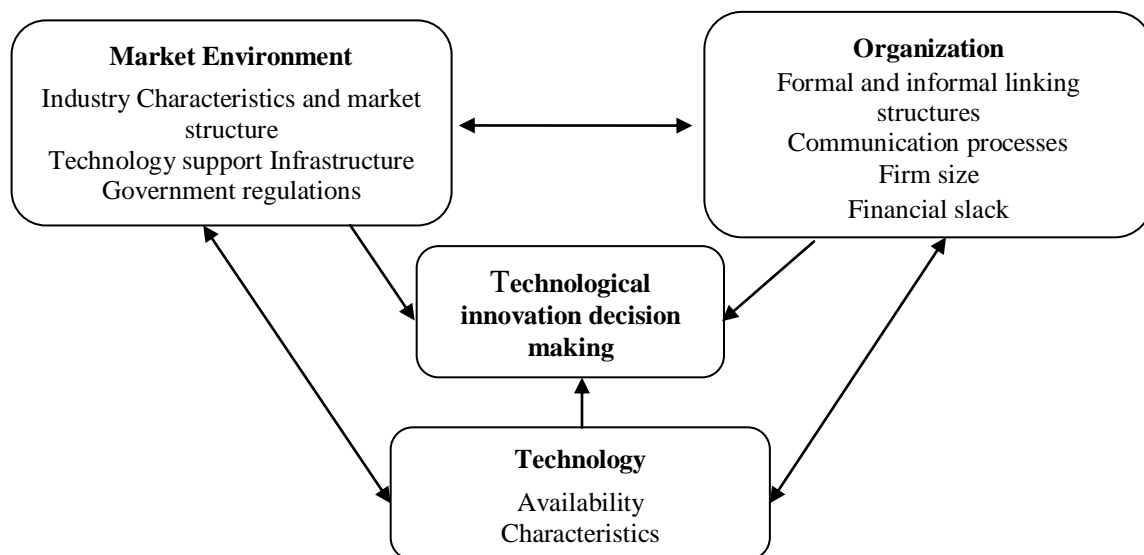 Market Environment
Industry Characteristics and market
structure
Technology support Infrastructure
Government regulations
Organization
Formal and informal linking
structures
Communication processes
Firm size
Financial slack
Technological
innovation decision
making
Technology
Availability
Characteristics